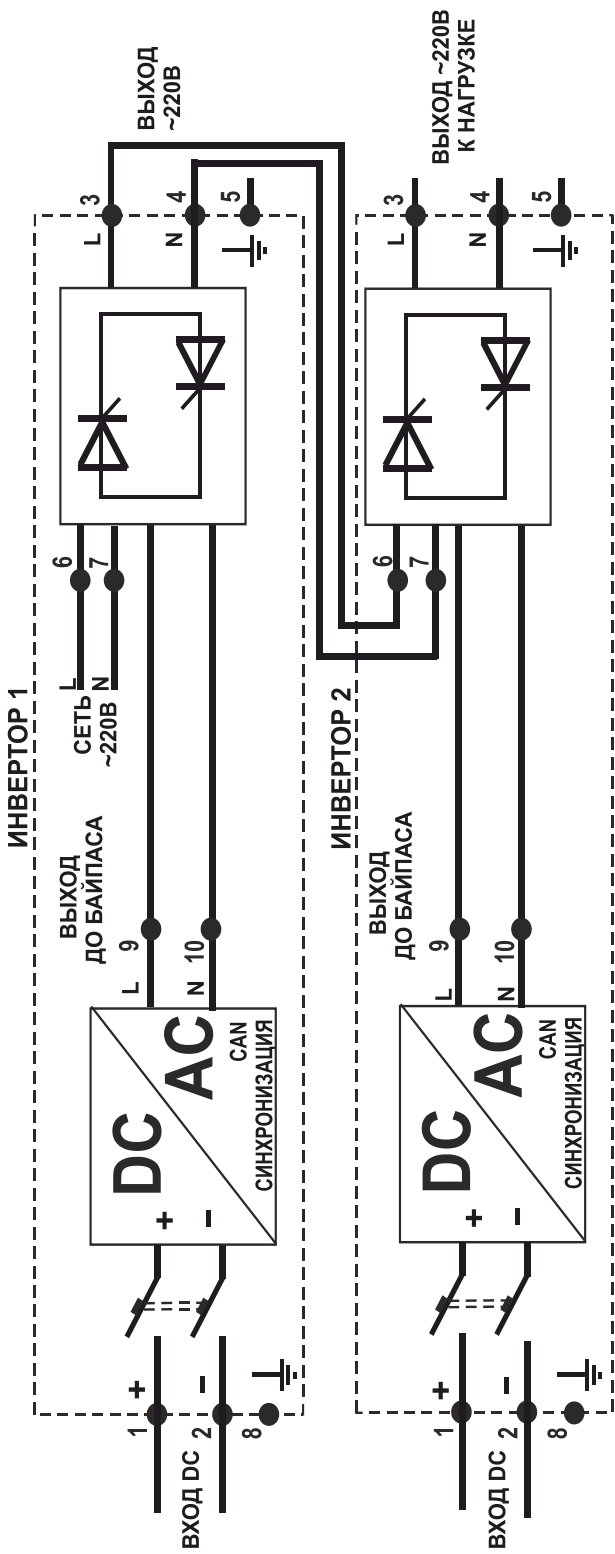 ИНВЕРТОР 1
ВХОД DC
1
+
2
–
8
+
–
DC
AC
CAN
СИНХРОНИЗАЦИЯ
ВЫХОД
ДО БАЙПАСА
L
9
N
10
СЕТЬ
~220В
L
6
N
7
L
3
N
4
5
ВЫХОД
~220В
ИНВЕРТОР 2
ВХОД DC
1
+
2
–
8
+
–
DC
AC
CAN
СИНХРОНИЗАЦИЯ
ВЫХОД
ДО БАЙПАСА
L
9
N
10
6
7
L
3
N
4
5
ВЫХОД ~220В
К НАГРУЗКЕ